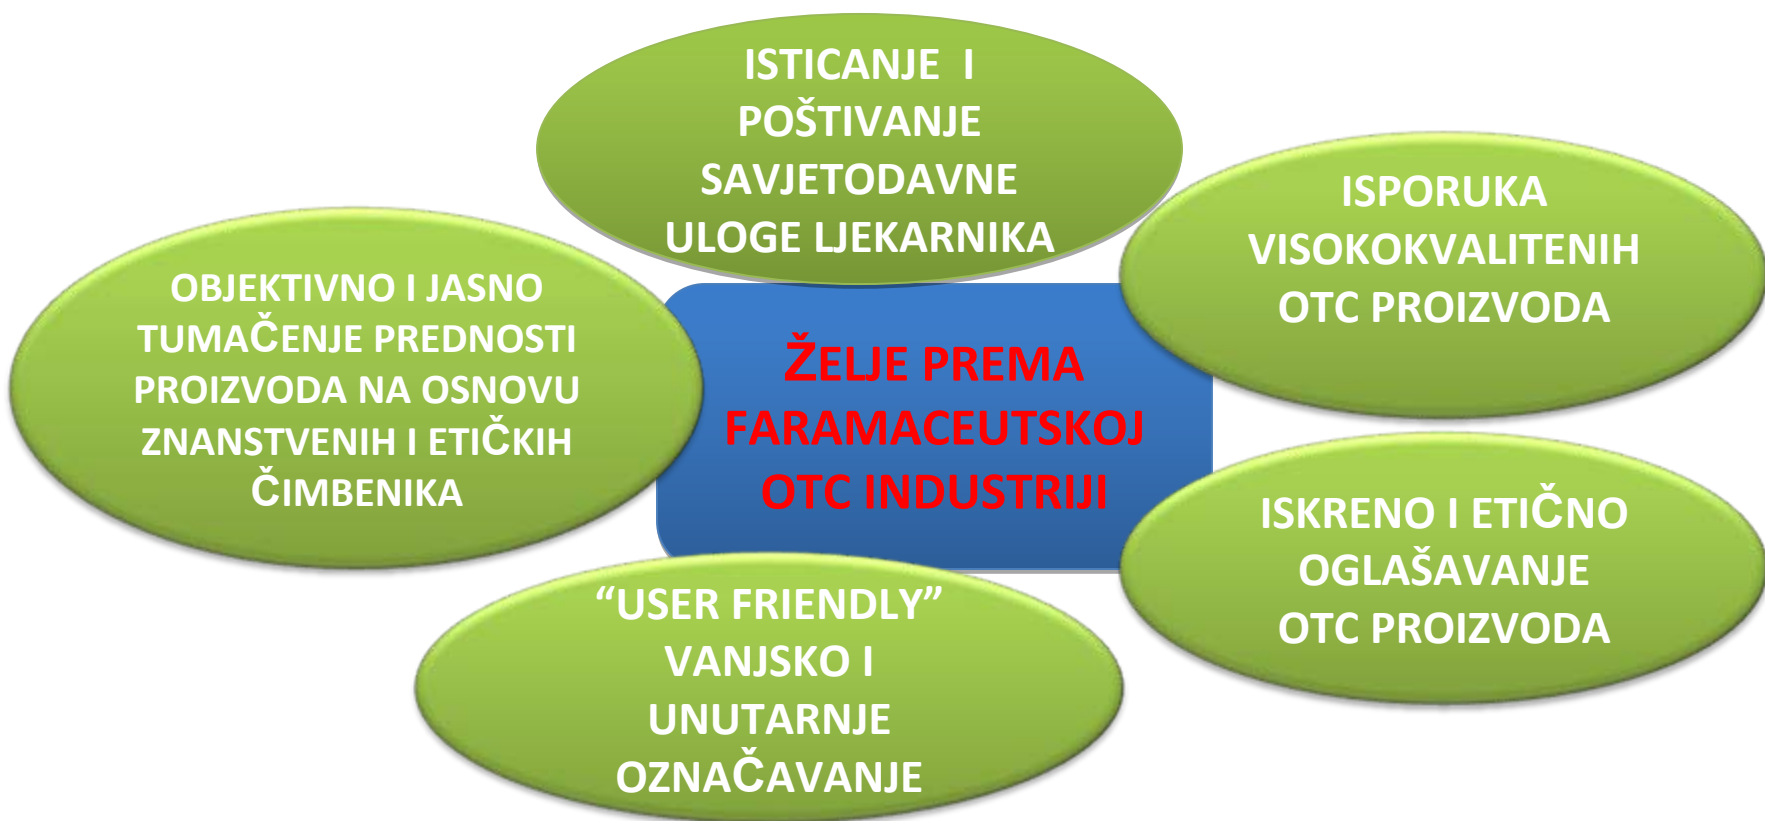 ISTICANJE I
POŠTIVANJE
SAVJETODAVNE
ULOGE LJEKARNIKA
ISPORUKA
VISOKOKVALITENIH
OTC PROIZVODA
OBJEKTIVNO I JASNO
TUMAČENJE PREDNOSTI
PROIZVODA NA OSNOVU
ZNANSTVENIH I ETIČKIH
ČIMBENIKA
ŽELJE PREMA
FARAMACEUTSKOJ
OTC INDUSTRIJI
ISKRENO I ETIČNO
OGLAŠAVANJE
OTC PROIZVODA
“USER FRIENDLY”
VANJSKO I
UNUTARNJE
OZNAČAVANJE